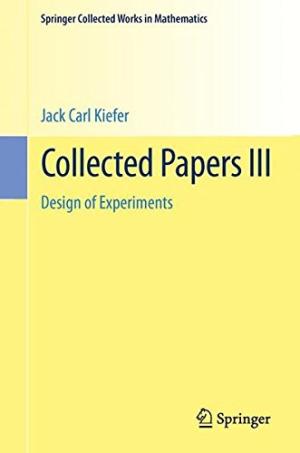 Springer Collected Works in Mathematics
Jack Carl Kiefer
Collected Papers III
Design of Experiments
Springer